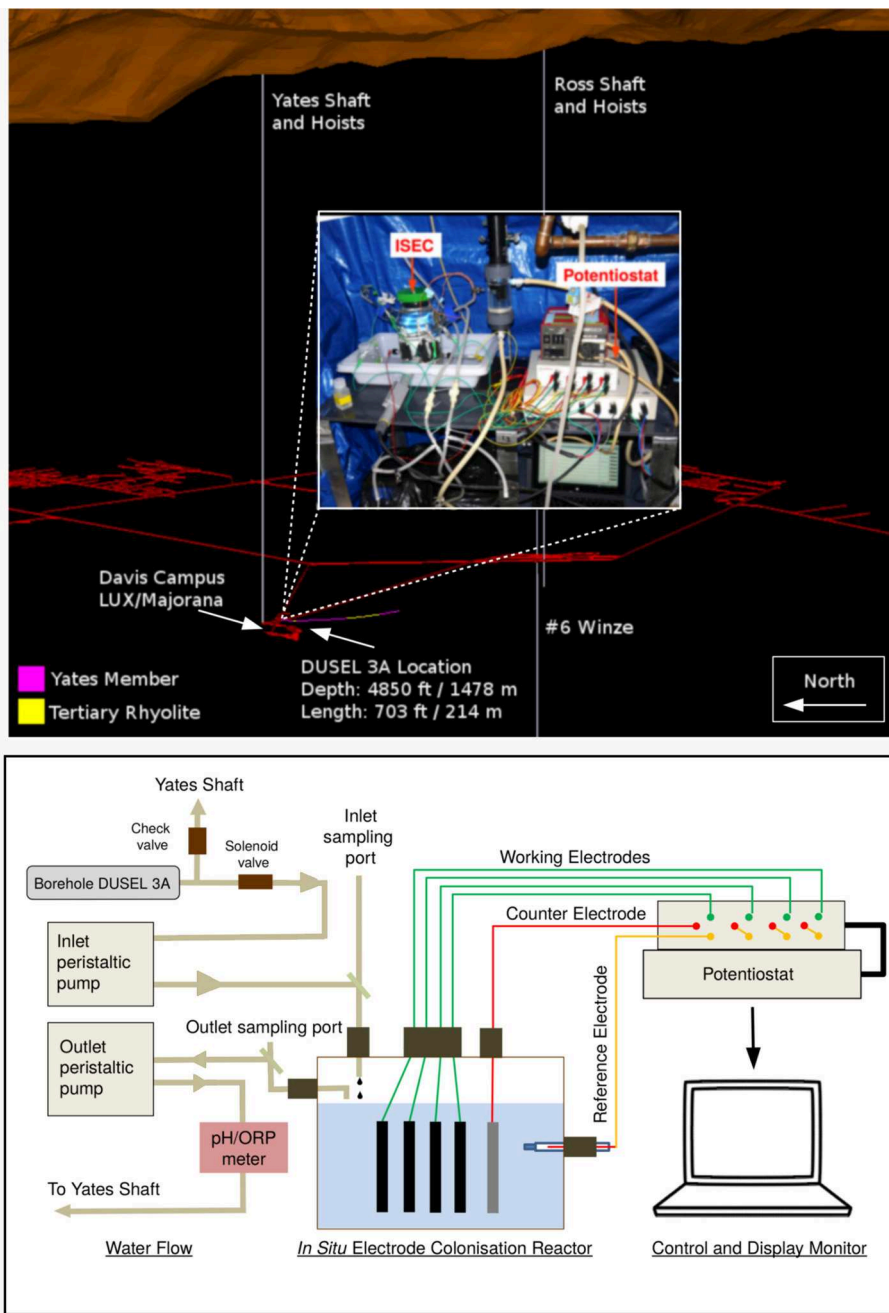 Yates Shaft
and Hoists
Ross Shaft
and Hoists
ISEC
Potentiostat
Davis Campus
LUX/Majorana
DUSEL 3A Location
Depth: 4850 ft / 1478 m
Length: 703 ft / 214 m
#6 Winze
Yates Member
Tertiary Rhyolite
North
Yates Shaft
Check
valve
Solenoid
valve
Inlet
sampling
port
Borehole DUSEL 3A
Working Electrodes
Counter Electrode
Inlet
peristaltic
pump
Potentiostat
Outlet sampling port
Outlet
peristaltic
pump
Reference Electrode
pH/ORP
meter
To Yates Shaft
Water Flow
In Situ Electrode Colonisation Reactor
Control and Display Monitor